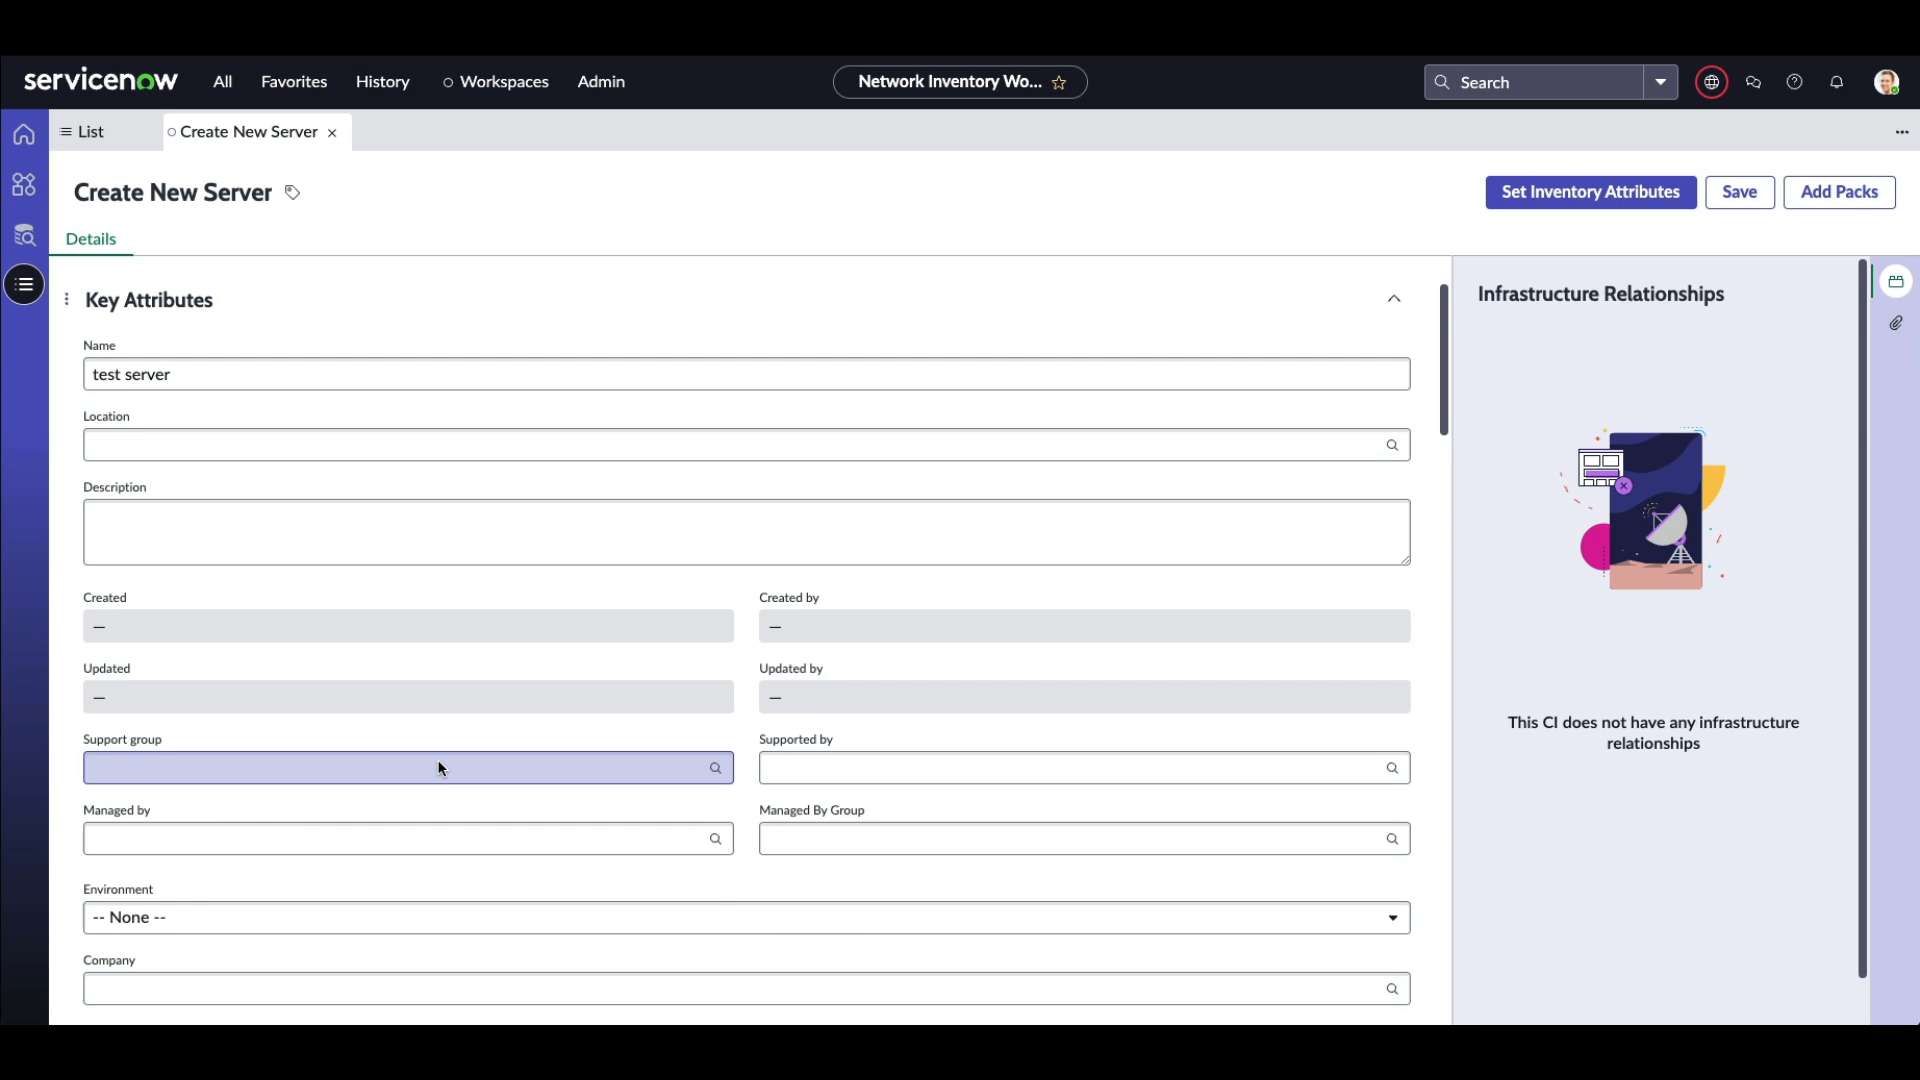 servicenow
All Favorites History Workspaces Admin
Network Inventory Wo...
Search
List
Create New Server
Create New Server
Set Inventory Attributes
Save
Add Packs
Details
Key Attributes
Infrastructure Relationships
Name
test server
Location
Description
Created
Created by
—
—
Updated
Updated by
—
—
Support group
Supported by
This CI does not have any infrastructure
relationships
Managed by
Managed By Group
Environment
-- None --
Company